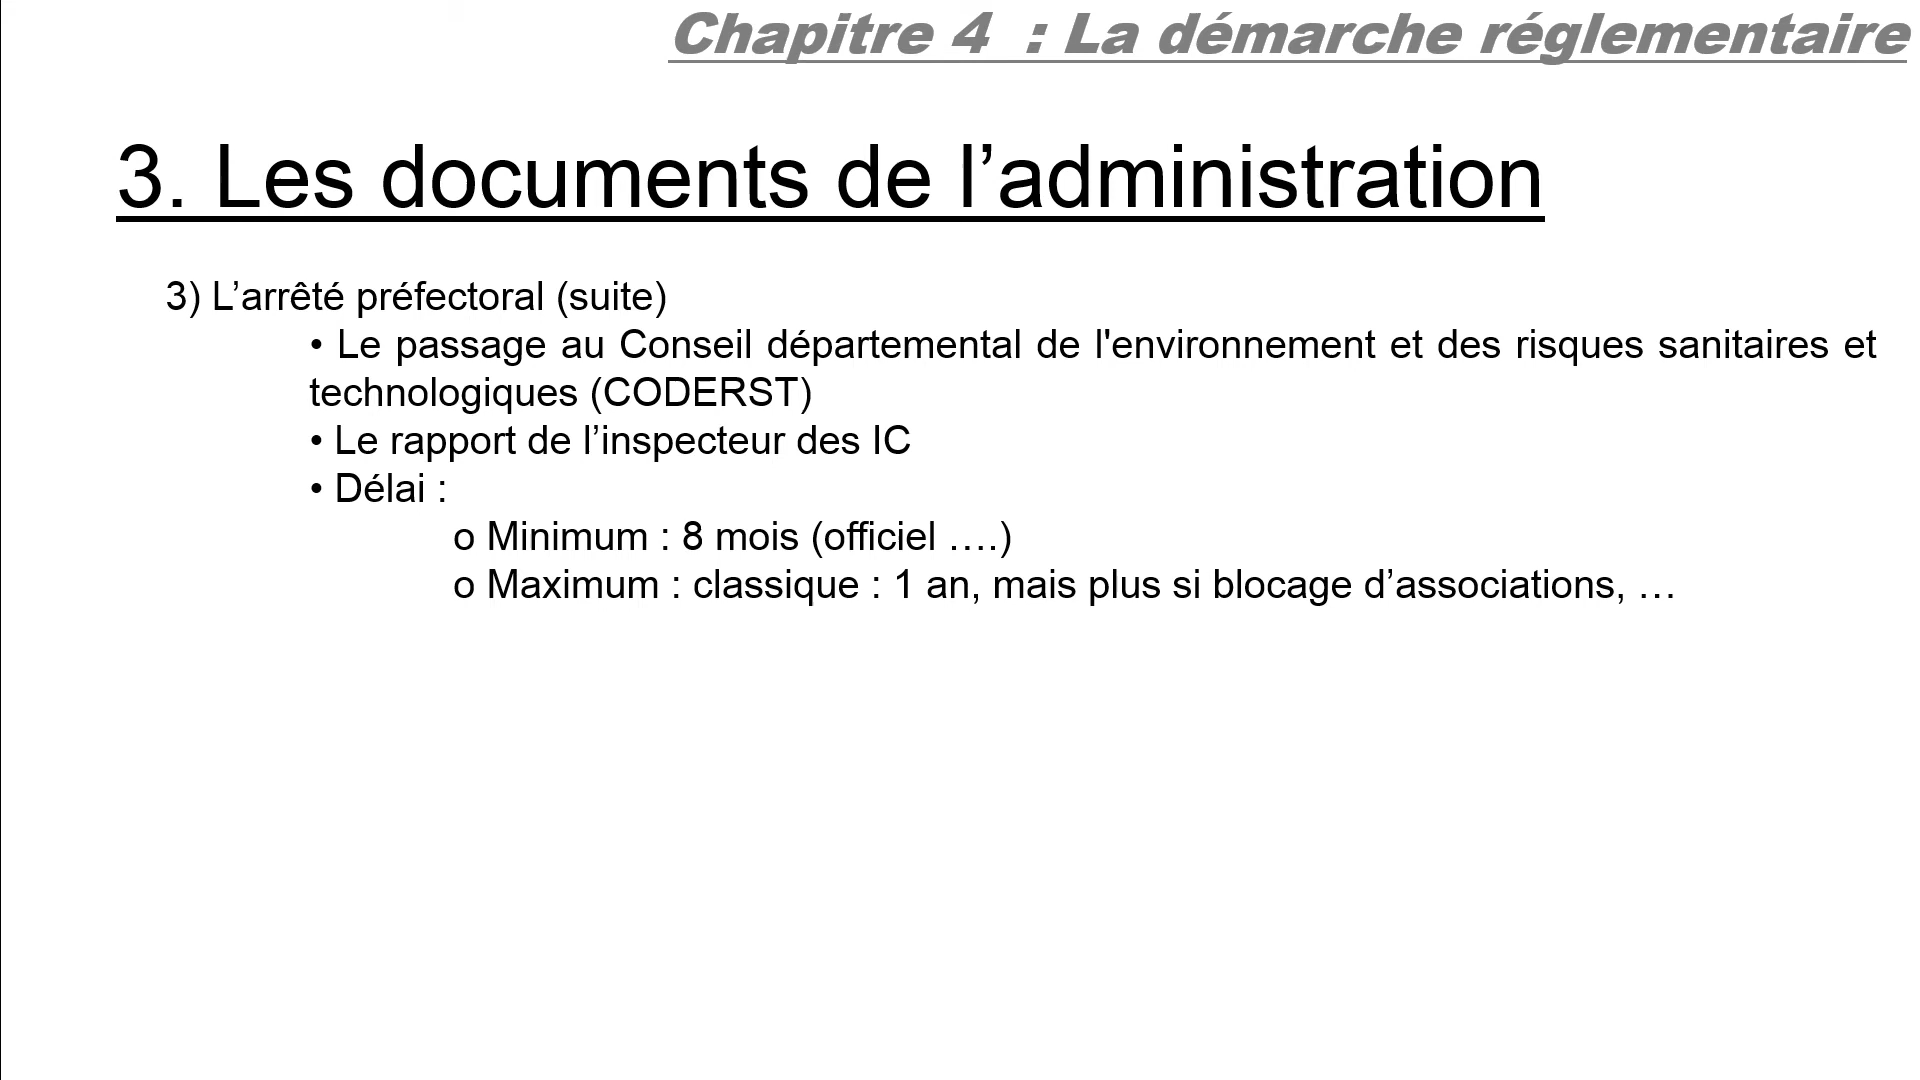 Chapitre 4  : La démarche réglementaire
3. Les documents de l’administration
3) L’arrêté préfectoral (suite)
• Le passage au Conseil départemental de l'environnement et des risques sanitaires et
technologiques (CODERST)
• Le rapport de l’inspecteur des IC
• Délai :
o Minimum : 8 mois (officiel ….)
o Maximum : classique : 1 an, mais plus si blocage d’associations, …